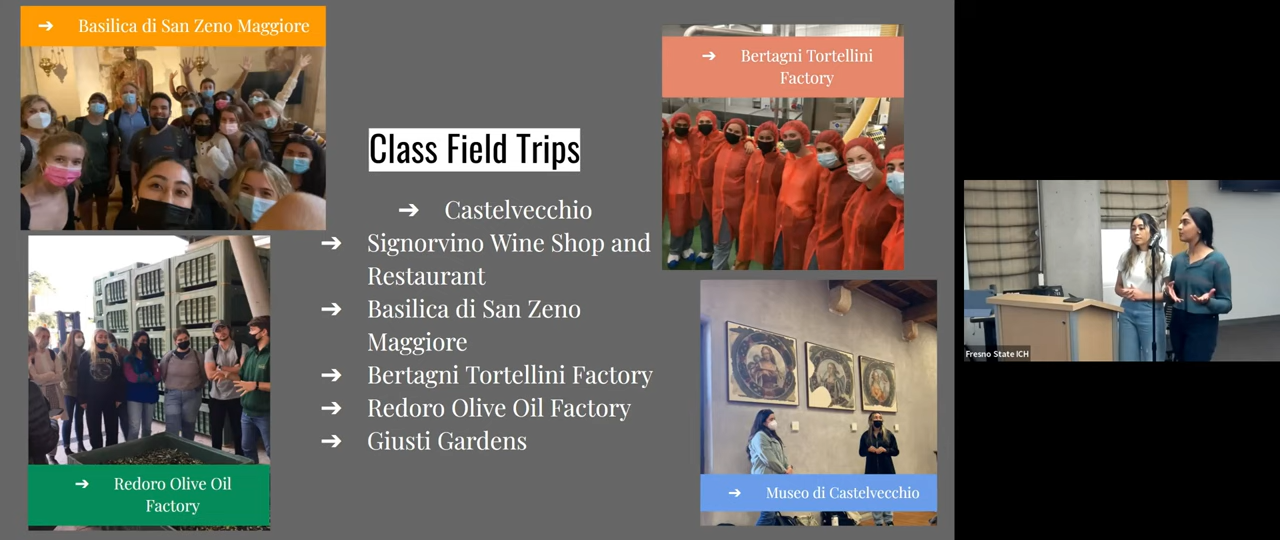 ➔ Basilica di San Zeno Maggiore
➔ Bertagni Tortellini
Factory
Class Field Trips
➔ Castelvecchio
➔ Signorvino Wine Shop and
Restaurant
➔ Basilica di San Zeno
Maggiore
➔ Bertagni Tortellini Factory
➔ Redoro Olive Oil Factory
➔ Giusti Gardens
➔ Redoro Olive Oil
Factory
➔ Museo di Castelvecchio
Fresno State ICH